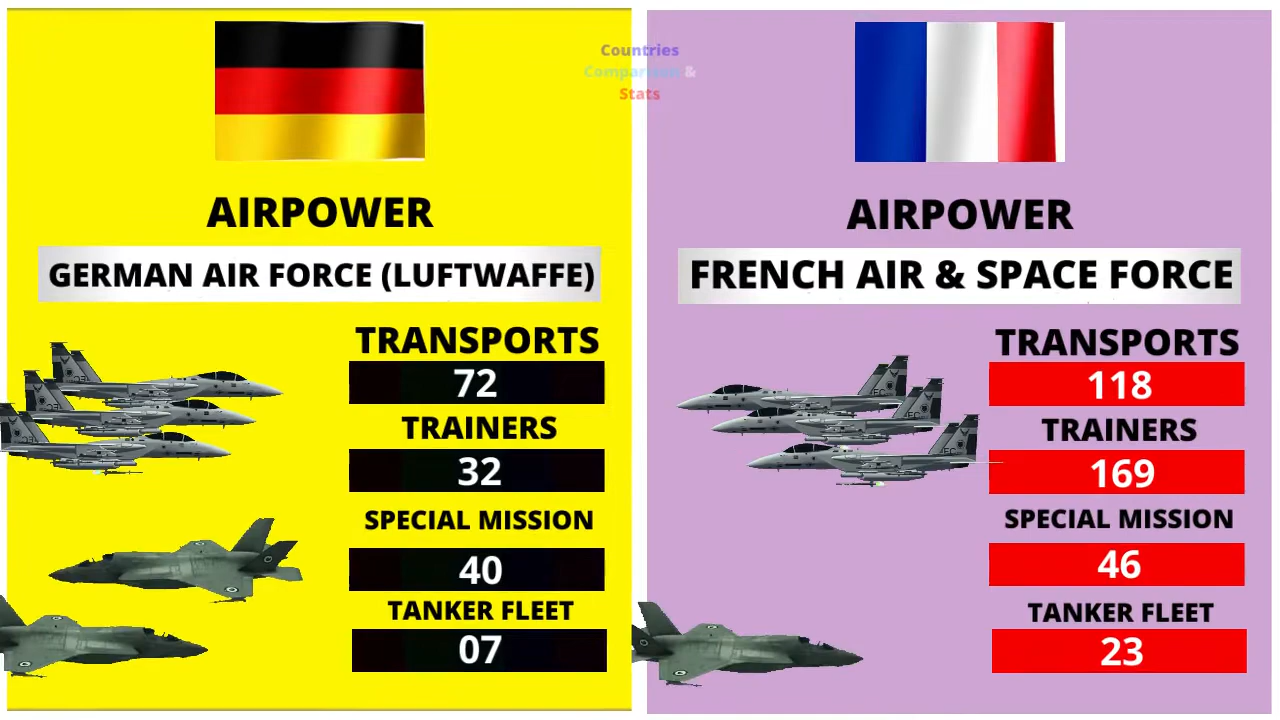 Countries
Comparison &
Stats
AIRPOWER
GERMAN AIR FORCE (LUFTWAFFE)
TRANSPORTS
72
TRAINERS
32
SPECIAL MISSION
40
TANKER FLEET
07
AIRPOWER
FRENCH AIR & SPACE FORCE
TRANSPORTS
118
TRAINERS
169
SPECIAL MISSION
46
TANKER FLEET
23